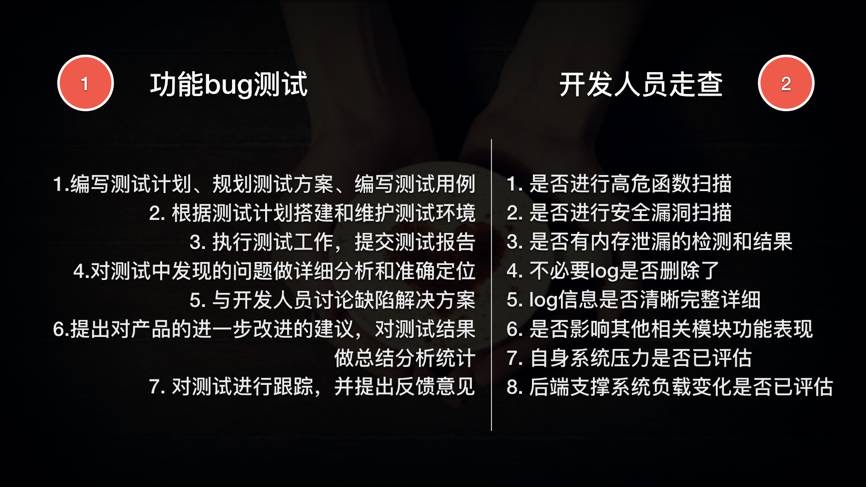 1
功能bug测试
1.编写测试计划、规划测试方案、编写测试用例
2. 根据测试计划搭建和维护测试环境
3. 执行测试工作，提交测试报告
4.对测试中发现的问题做详细分析和准确定位
5. 与开发人员讨论缺陷解决方案
6.提出对产品的进一步改进的建议，对测试结果
做总结分析统计
7. 对测试进行跟踪，并提出反馈意见
开发人员走查
2
1. 是否进行高危函数扫描
2. 是否进行安全漏洞扫描
3. 是否有内存泄漏的检测和结果
4. 不必要log是否删除了
5. log信息是否清晰完整详细
6. 是否影响其他相关模块功能表现
7. 自身系统压力是否已评估
8. 后端支撑系统负载变化是否已评估